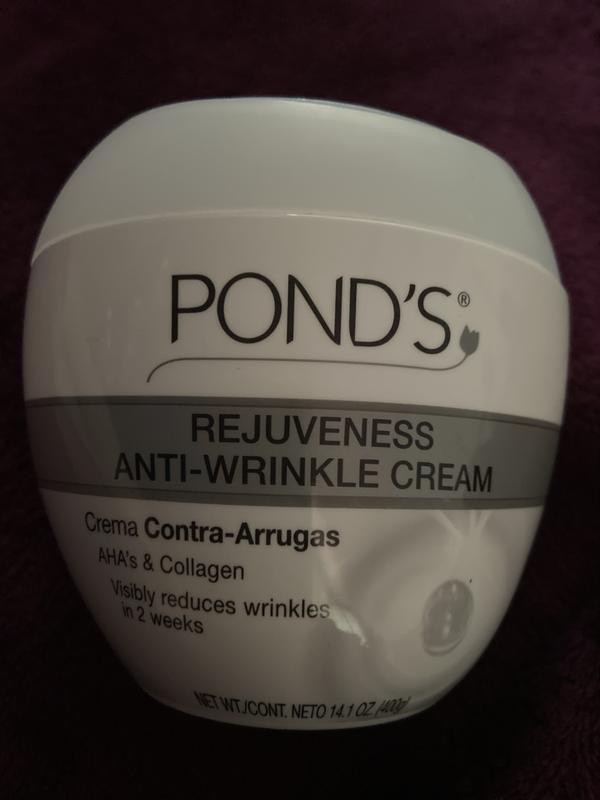 POND'S®
REJUVENESS
ANTI-WRINKLE CREAM
Crema Contra-Arrugas
AHA's & Collagen
Visibly reduces wrinkles
in 2 weeks
NET WT./CONT. NETO 14.1 OZ. (400g)